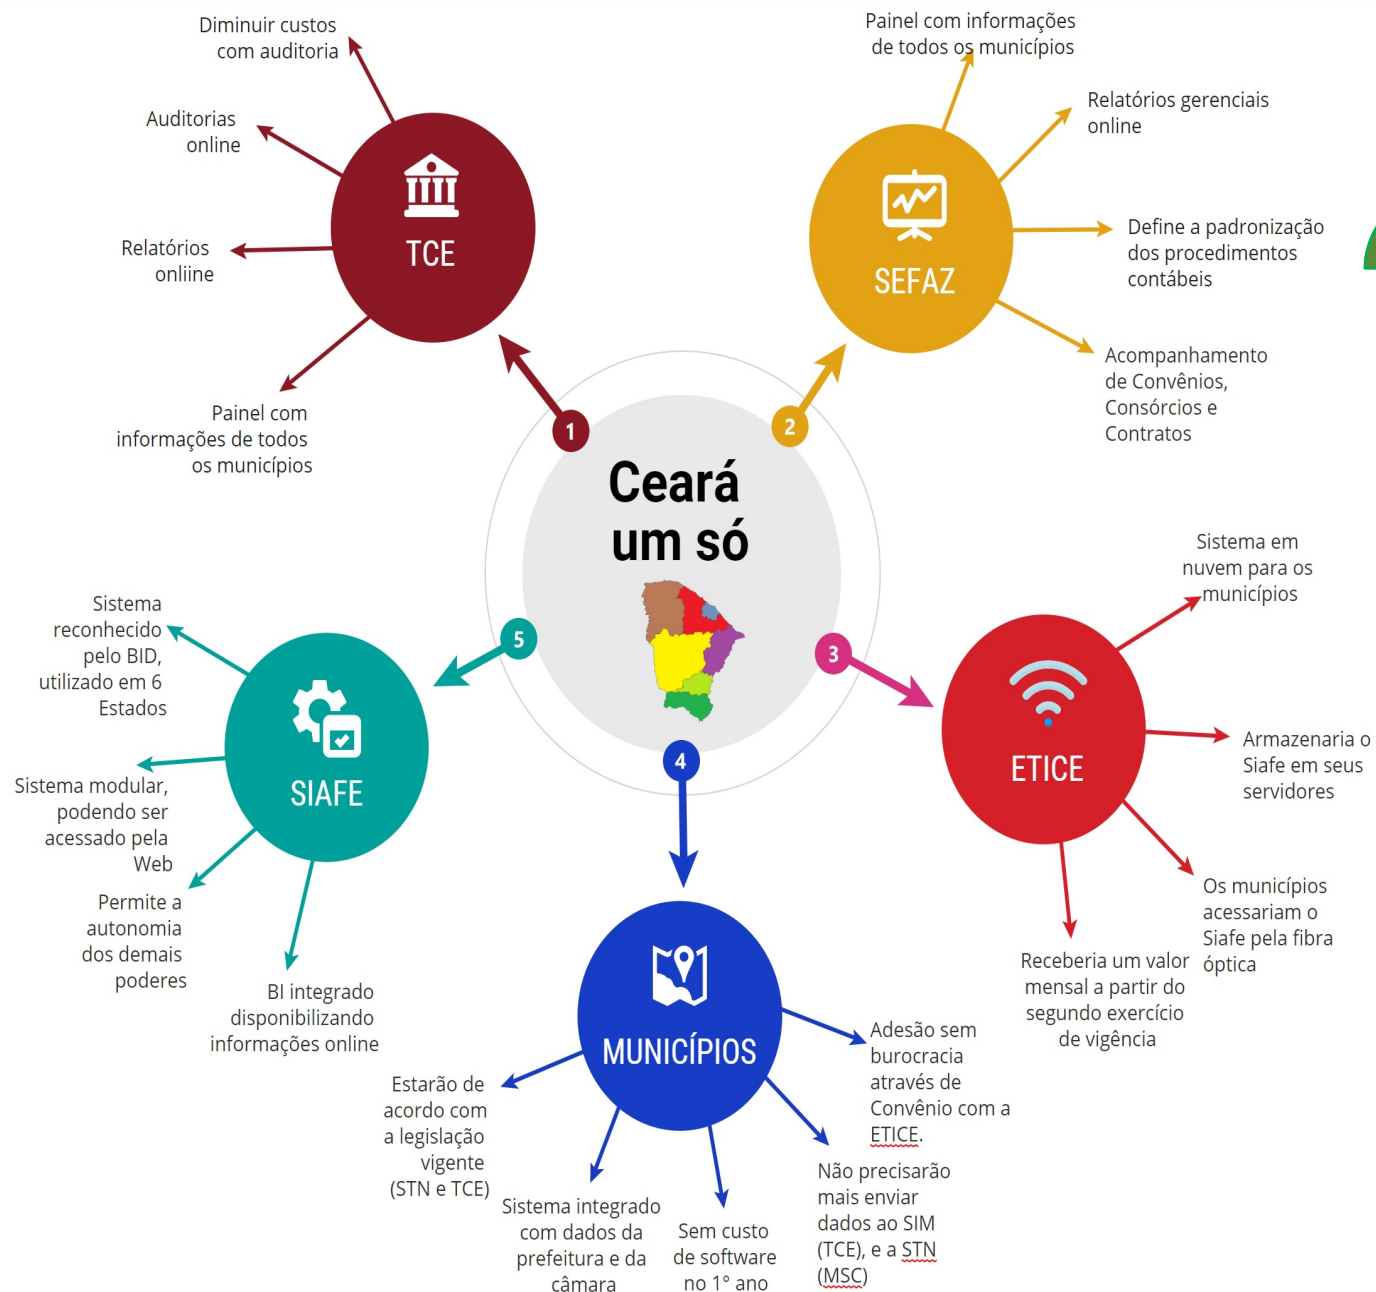 Diminuir custos
com auditoria
Auditorias
online
Relatórios
onliine
Painel com
informações de todos
os municípios
TCE
1
Painel com informações
de todos os municípios
Relatórios gerenciais
online
Define a padronização
dos procedimentos
contábeis
Acompanhamento
de Convênios,
Consórcios e
Contratos
SEFAZ
2
Ceará
um só
Sistema em
nuvem para os
municípios
Armazenaria o
Siafe em seus
servidores
Os municípios
acessariam o
Siafe pela fibra
óptica
Receberia um valor
mensal a partir do
segundo exercício
de vigência
ETICE
3
4
MUNICÍPIOS
Adesão sem
burocracia
através de
Convênio com a
ETICE.
Não precisarão
mais enviar
dados ao SIM
(TCE), e a STN
(MSC)
Sem custo
de software
no 1º ano
Sistema integrado
com dados da
prefeitura e da
câmara
Estarão de
acordo com
a legislação
vigente
(STN e TCE)
5
SIAFE
Sistema
reconhecido
pelo BID,
utilizado em 6
Estados
Sistema modular,
podendo ser
acessado pela
Web
Permite a
autonomia
dos demais
poderes
BI integrado
disponibilizando
informações online